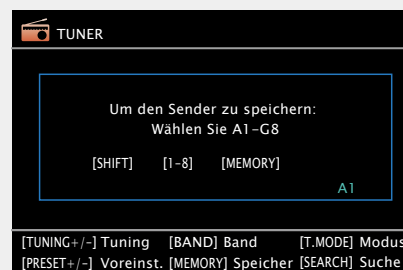 TUNER
Um den Sender zu speichern:
Wählen Sie A1–G8
[SHIFT] [1–8] [MEMORY]
A1
[TUNING+/–] Tuning [BAND] Band [T.MODE] Modus
[PRESET+/–] Voreinst. [MEMORY] Speicher [SEARCH] Suche